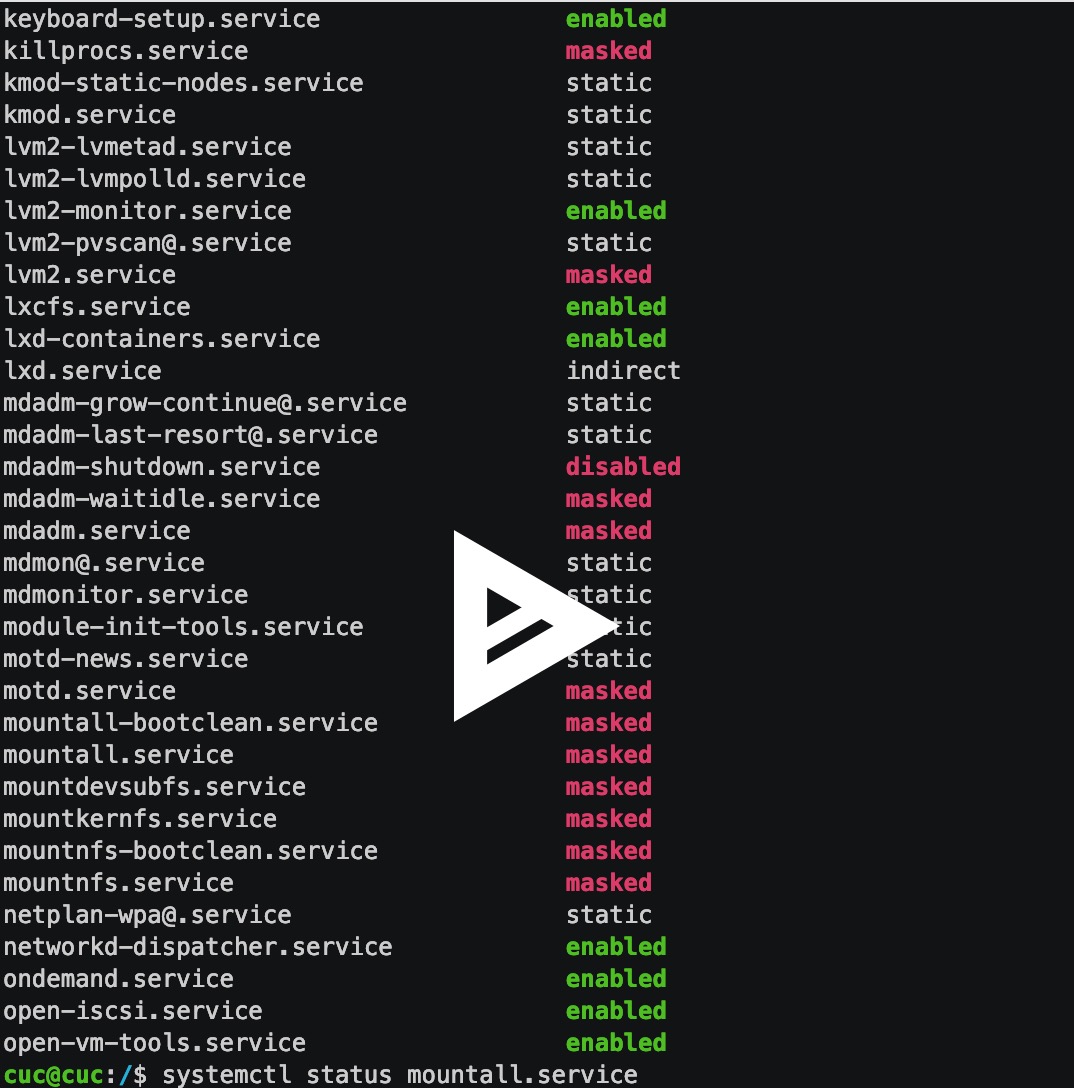 keyboard-setup.service enabled
killprocs.service masked
kmod-static-nodes.service static
kmod.service static
lvm2-lvmetad.service static
lvm2-lvmpolld.service static
lvm2-monitor.service enabled
lvm2-pvscan@.service static
lvm2.service masked
lxcfs.service enabled
lxd-containers.service enabled
lxd.service indirect
mdadm-grow-continue@.service static
mdadm-last-resort@.service static
mdadm-shutdown.service disabled
mdadm-waitidle.service masked
mdadm.service masked
mdmon@.service static
mdmonitor.service static
module-init-tools.service
motd-news.service static
motd.service masked
mountall-bootclean.service masked
mountall.service masked
mountdevsubfs.service masked
mountkernfs.service masked
mountnfs-bootclean.service masked
mountnfs.service masked
netplan-wpa@.service static
networkd-dispatcher.service enabled
ondemand.service enabled
open-iscsi.service enabled
open-vm-tools.service enabled
cuc@cuc:/$ systemctl status mountall.service